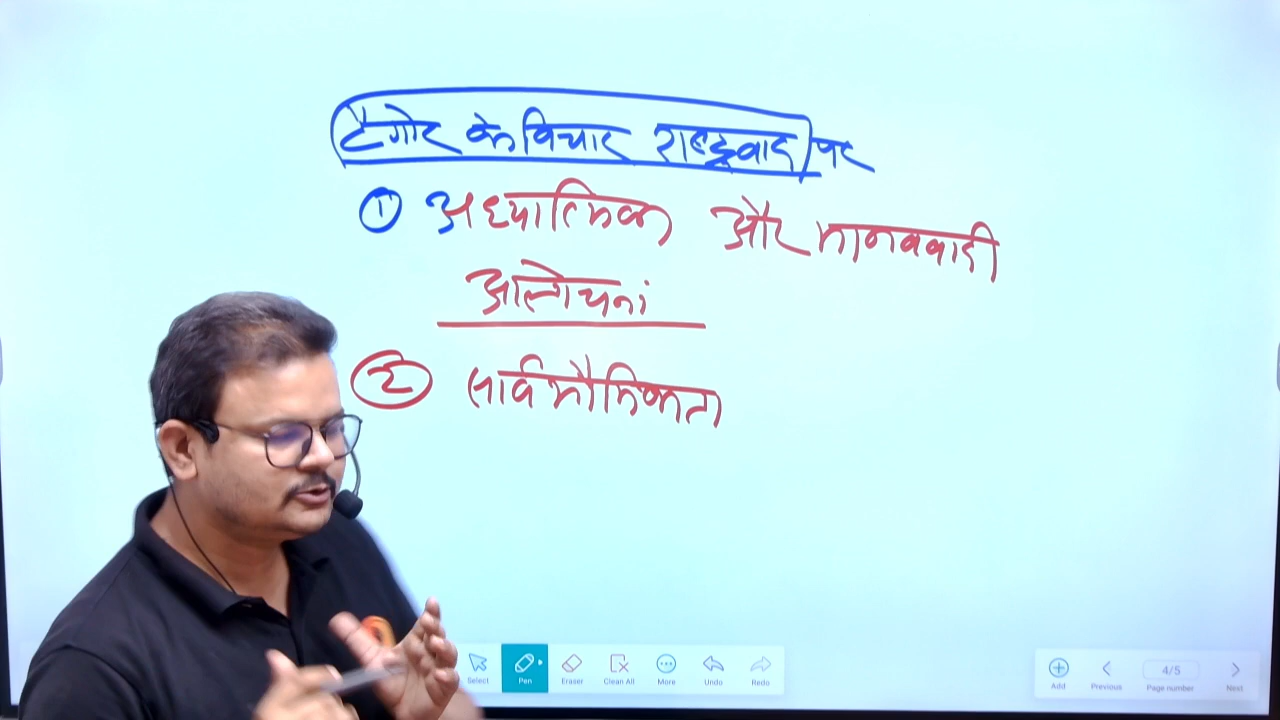 टैगोर के विचार राष्ट्रवाद पर
① अध्यात्मिक और मानववादी
आलोचनां
② सार्वभौमिकता
Select Pen Eraser Clean All More Undo Redo
Add Previous 4/5 Page number Next